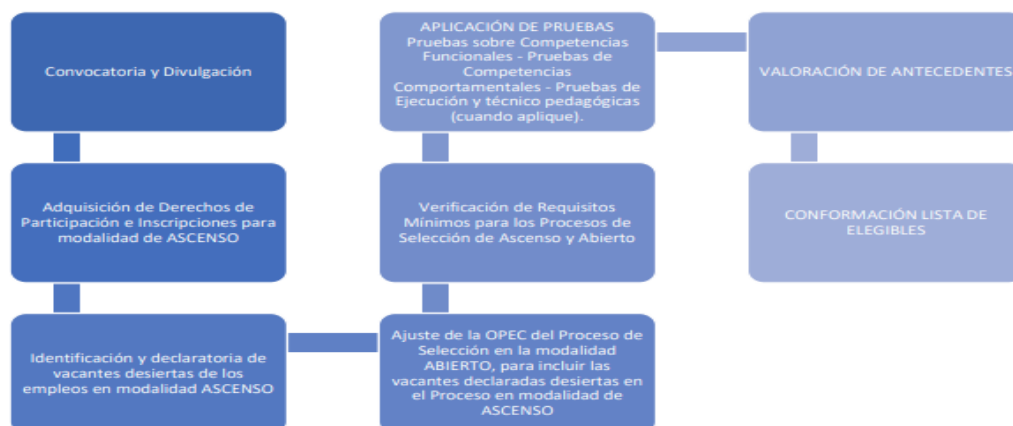 Convocatoria y Divulgación
Adquisición de Derechos de
Participación e Inscripciones para
modalidad de ASCENSO
Identificación y declaratoria de
vacantes desiertas de los
empleos en modalidad ASCENSO
Ajuste de la OPEC del Proceso de
Selección en la modalidad
ABIERTO, para incluir las
vacantes declaradas desiertas en
el Proceso en modalidad de
ASCENSO
Verificación de Requisitos
Mínimos para los Procesos de
Selección de Ascenso y Abierto
APLICACIÓN DE PRUEBAS
Pruebas sobre Competencias
Funcionales - Pruebas de
Competencias
Comportamentales - Pruebas de
Ejecución y técnico pedagógicas
(cuando aplique).
VALORACIÓN DE ANTECEDENTES
CONFORMACIÓN LISTA DE
ELEGIBLES